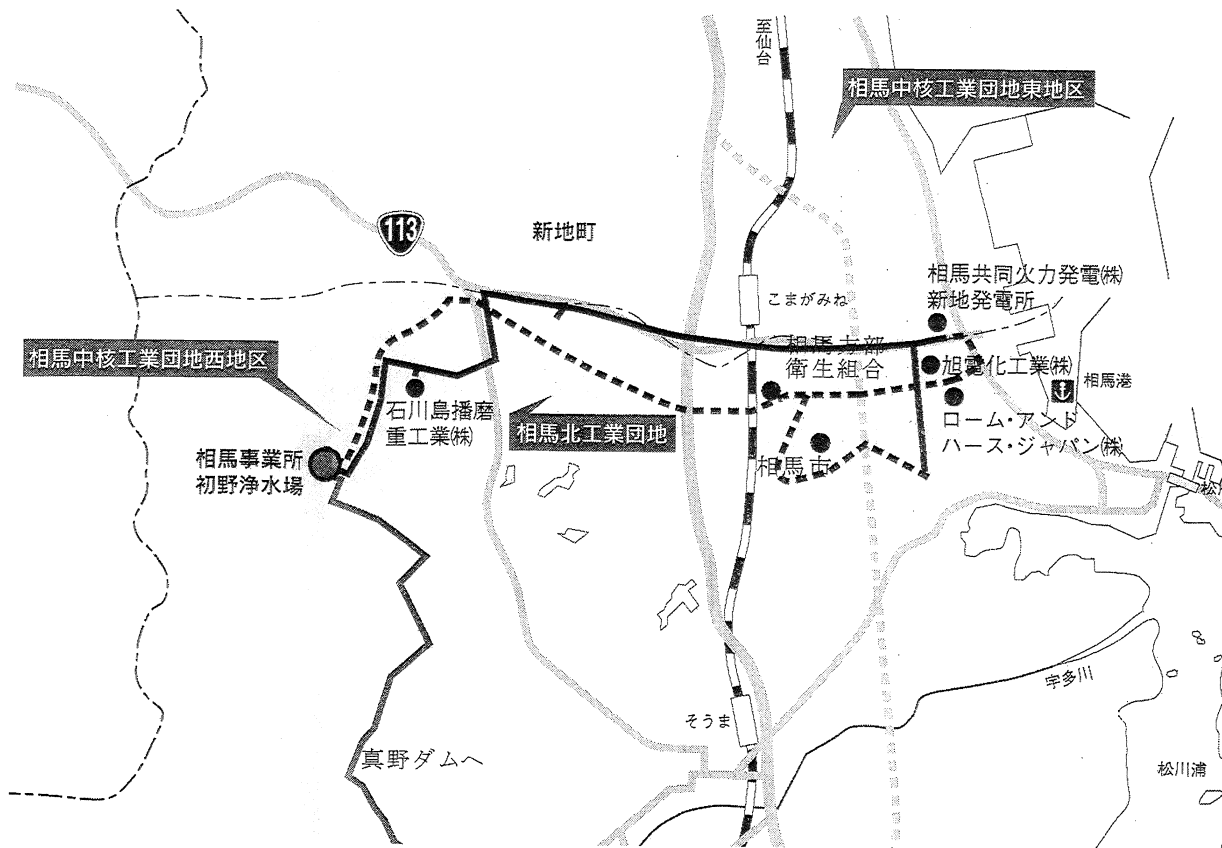 至仙台
相馬中核工業団地東地区
113
新地町
相馬共同火力発電㈱
新地発電所
こまがみね
相馬方部
衛生組合
旭電化工業㈱
相馬港
相馬中核工業団地西地区
石川島播磨
重工業㈱
相馬北工業団地
ローム・アンド
ハース・ジャパン㈱
相馬市
相馬事業所
初野浄水場
宇多川
そうま
真野ダムへ
松川浦